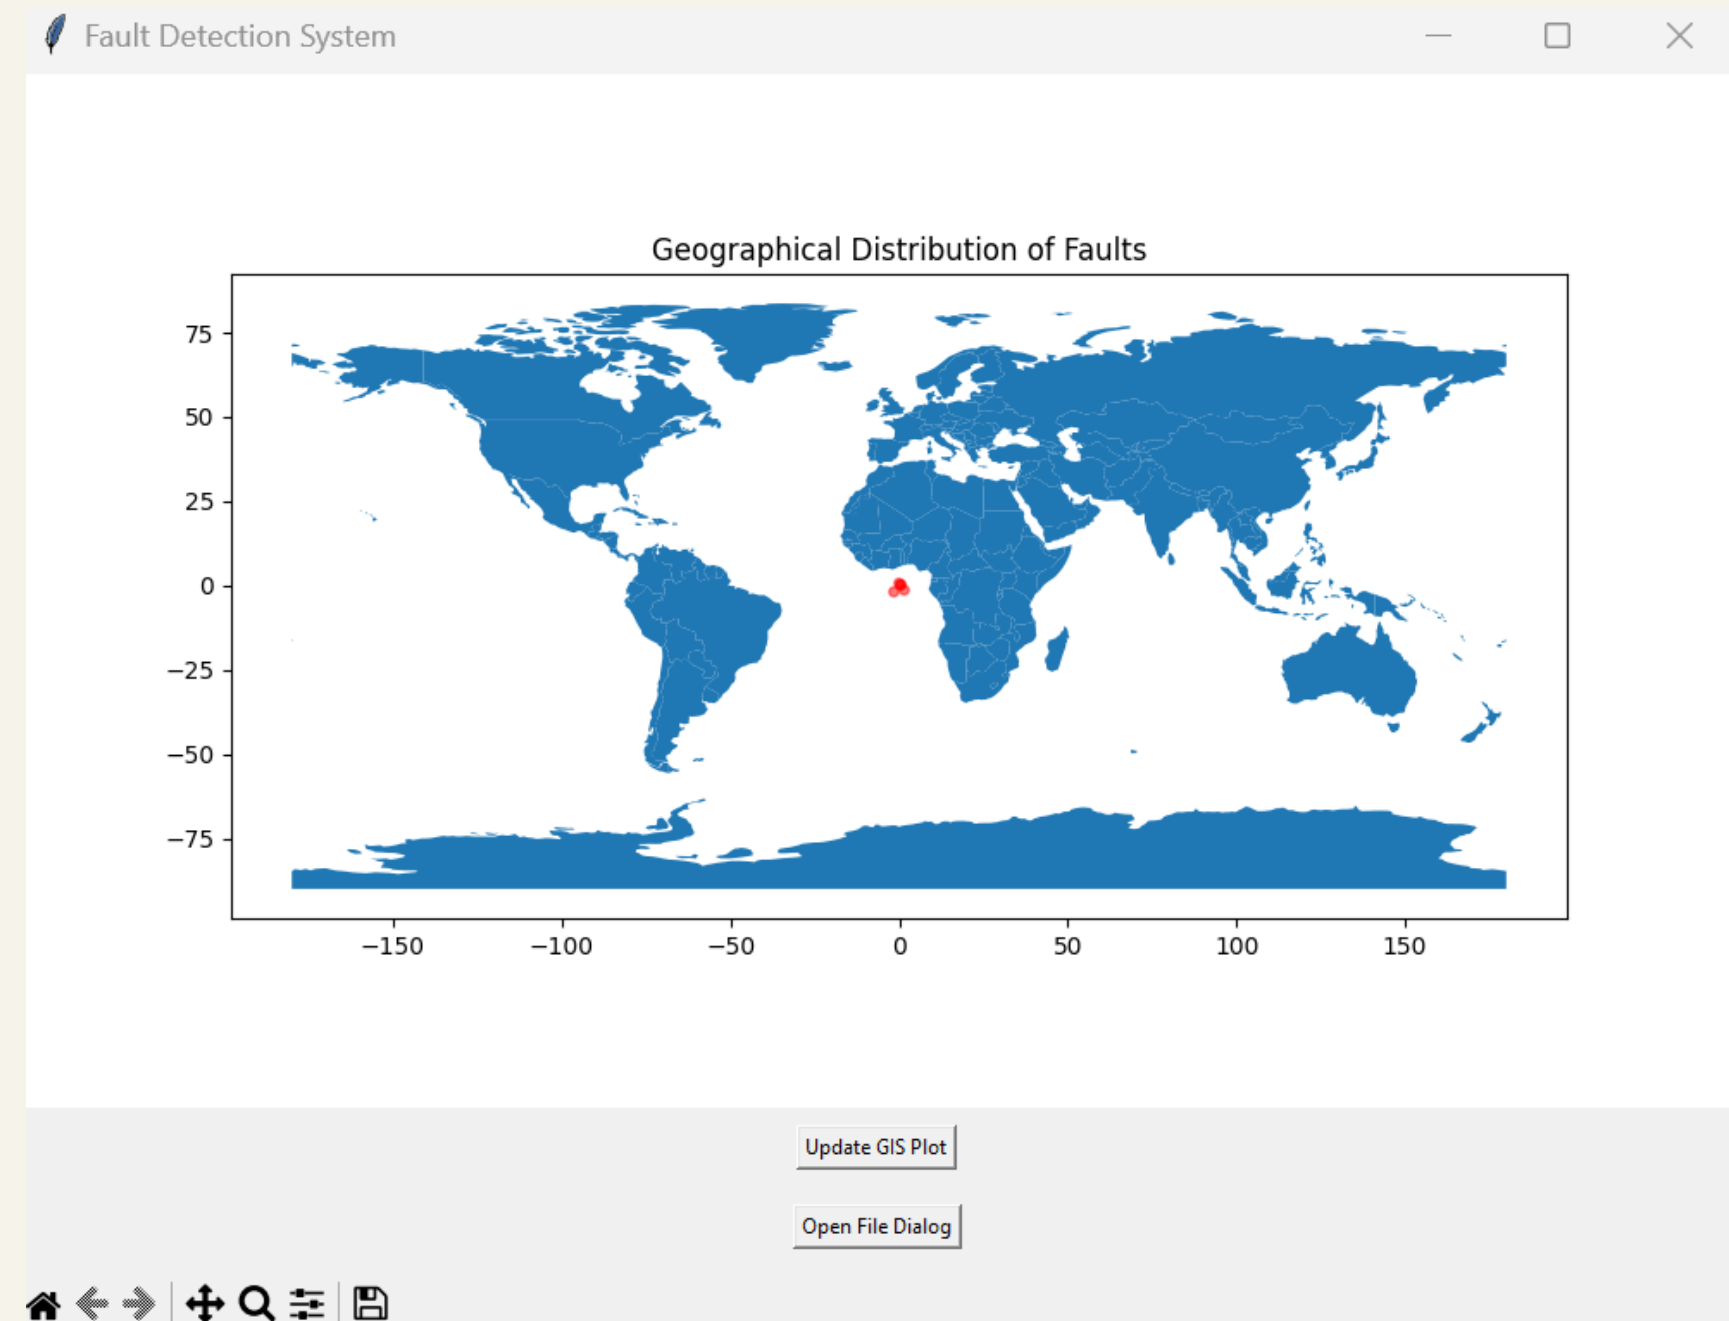 Fault Detection System
Geographical Distribution of Faults
75
50
25
0
−25
−50
−75
−150 −100 −50 0 50 100 150
Update GIS Plot
Open File Dialog